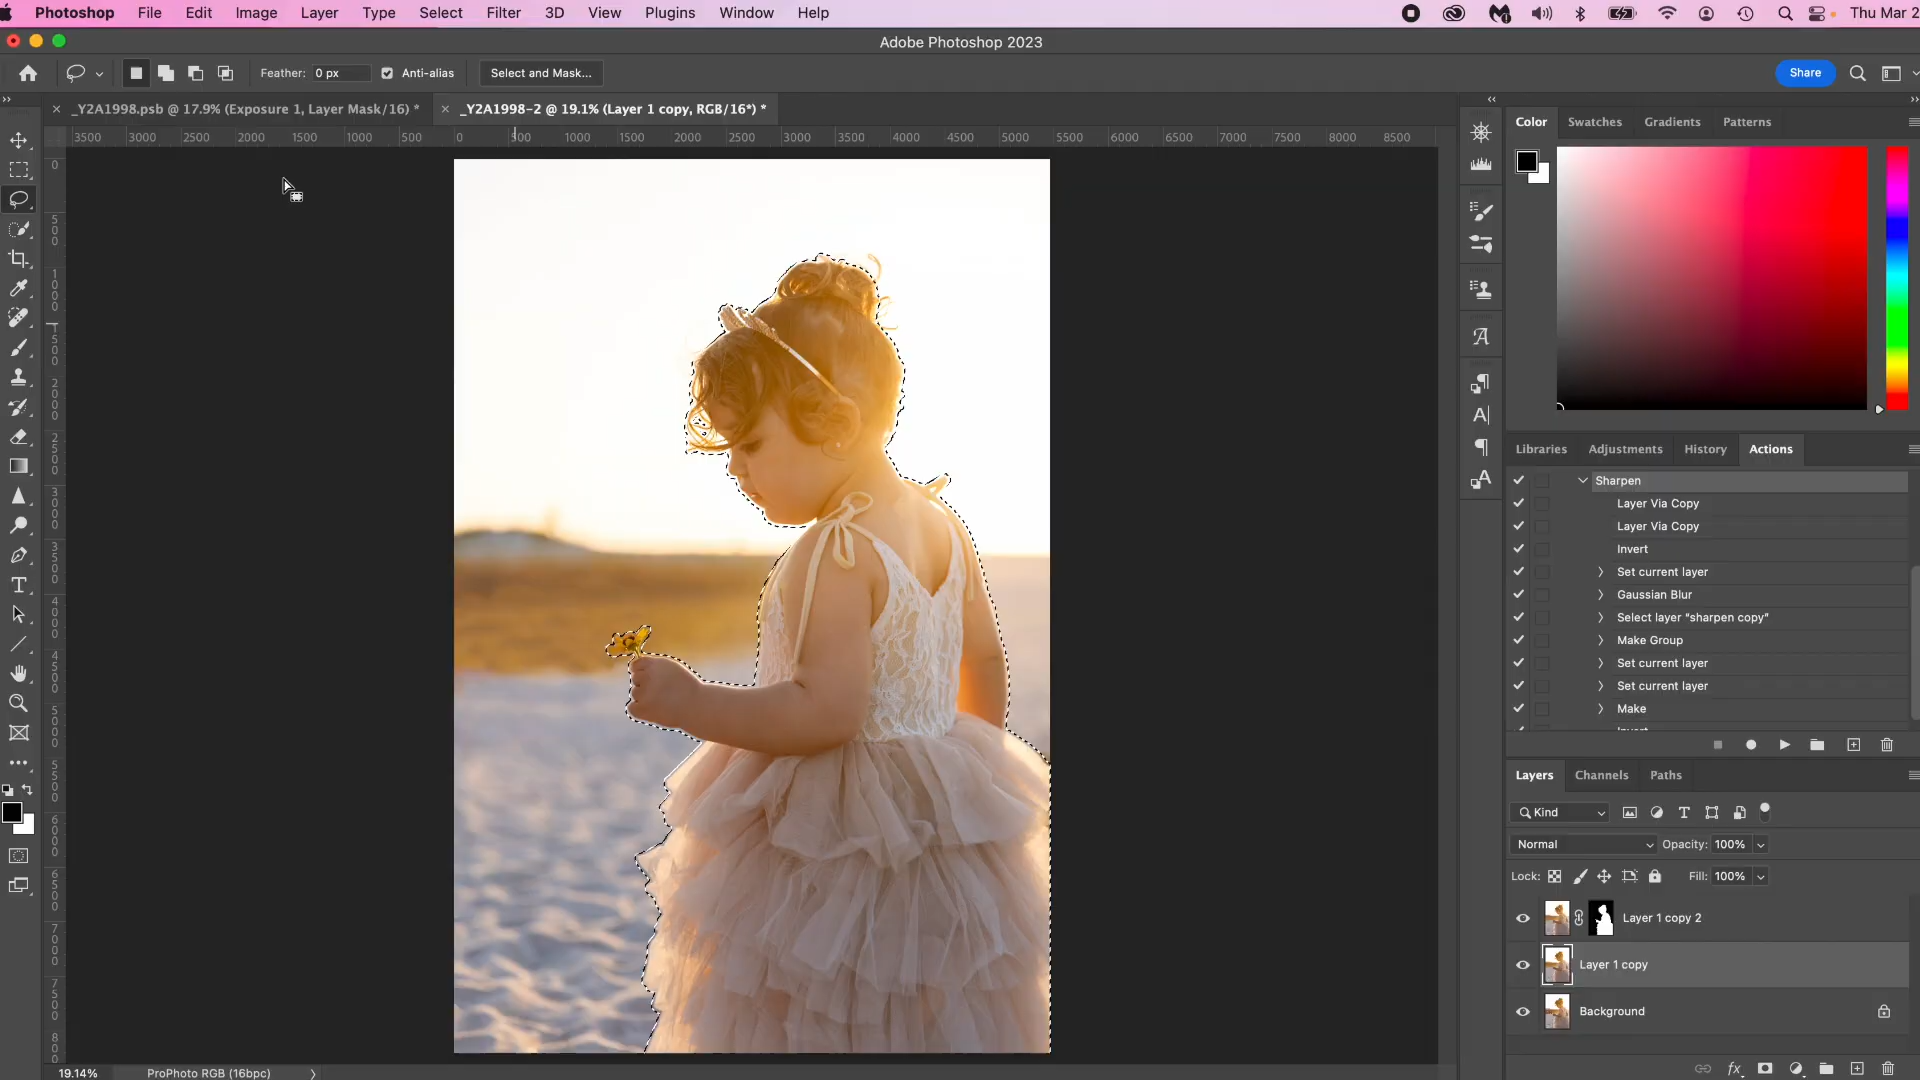 Photoshop File Edit Image Layer Type Select Filter 3D View Plugins Window Help Thu Mar 2
Adobe Photoshop 2023
Feather: 0 px Anti-alias Select and Mask... Share
_Y2A1998.psb @ 17.9% (Exposure 1, Layer Mask/16) * _Y2A1998-2 @ 19.1% (Layer 1 copy, RGB/16*) *
3500 3000 2500 2000 1500 1000 500 0 500 1000 1500 2000 2500 3000 3500 4000 4500 5000 5500 6000 6500 7000 7500 8000 8500
Color Swatches Gradients Patterns
Libraries Adjustments History Actions
Sharpen
Layer Via Copy
Layer Via Copy
Invert
Set current layer
Gaussian Blur
Select layer “sharpen copy”
Make Group
Set current layer
Set current layer
Make
Layers Channels Paths
Kind
Normal Opacity: 100%
Lock: Fill: 100%
Layer 1 copy 2
Layer 1 copy
Background
19.14% ProPhoto RGB (16bpc)